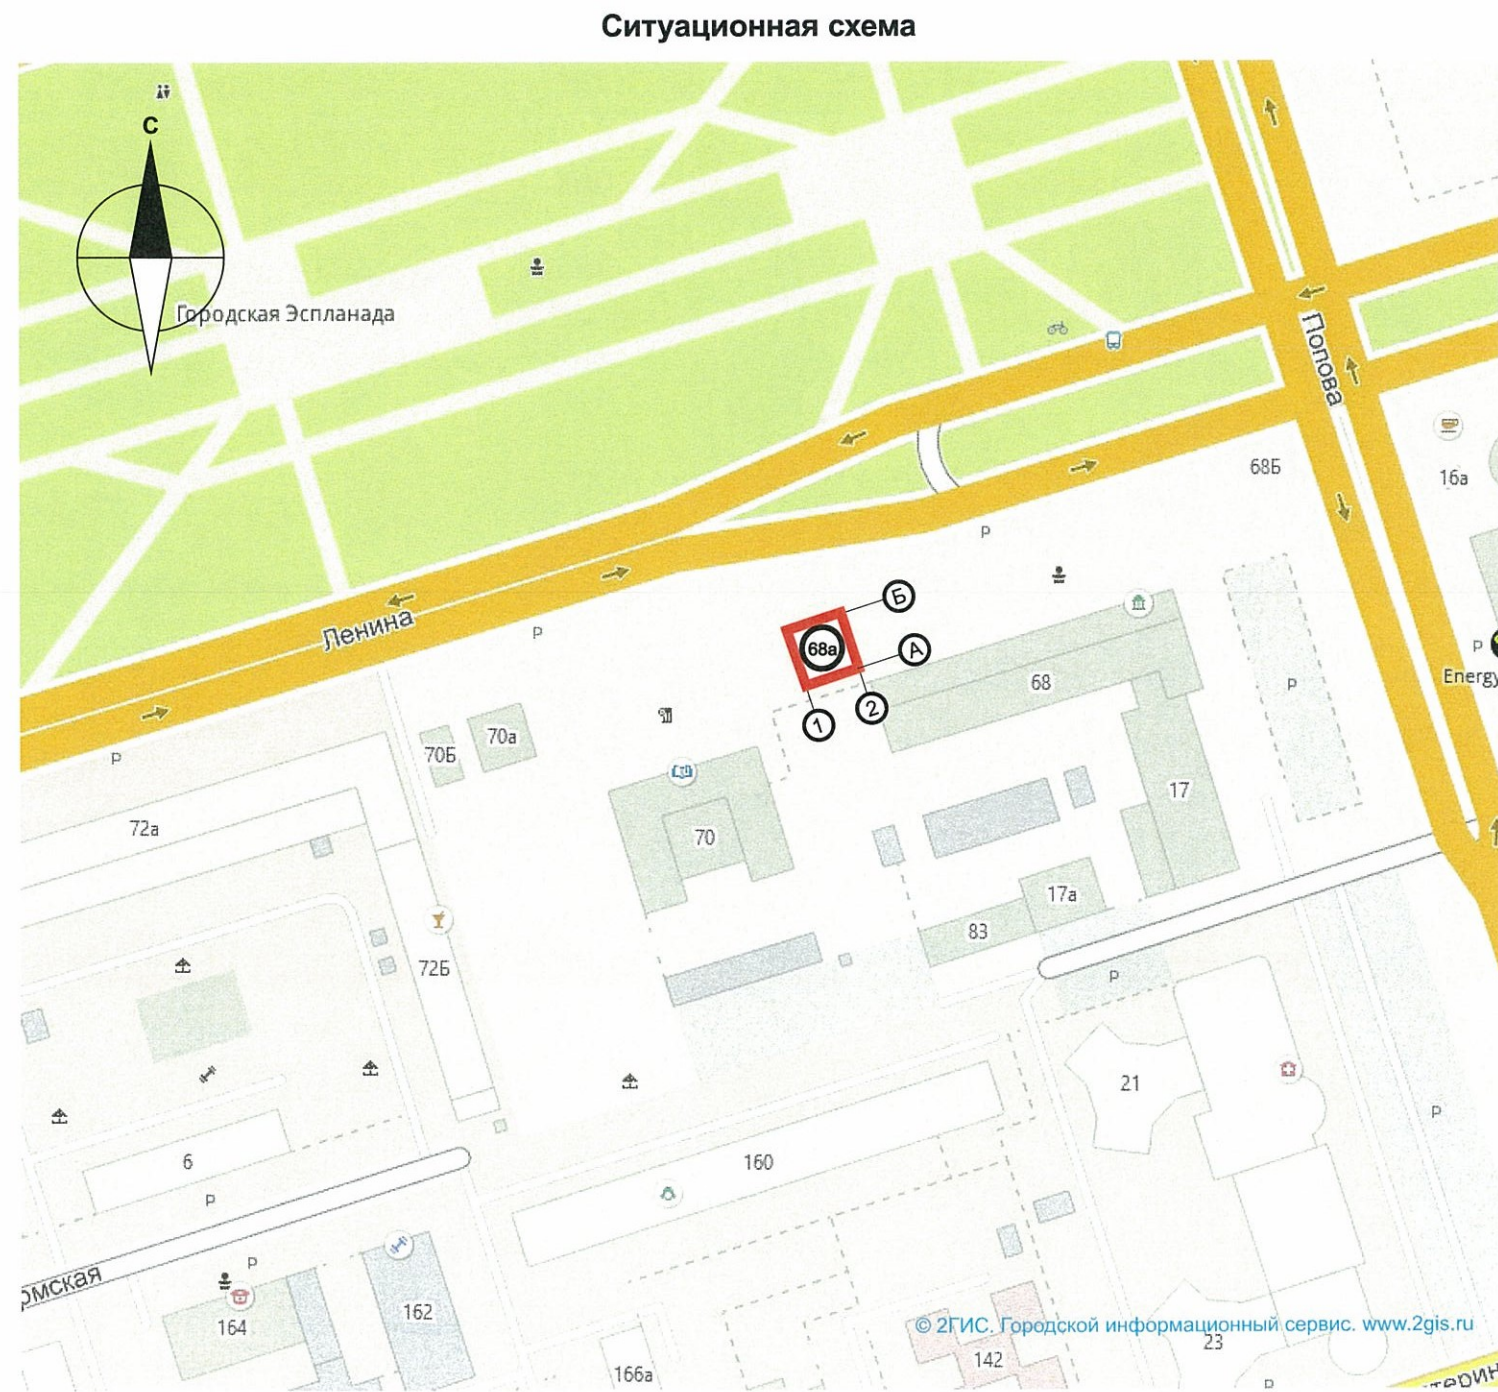 Ситуационная схема
С
Городская Эспланада
Попова
68Б
16а
P
Б
Ленина
P
68а
А
P
Energy
68
P
2
1
70а
70Б
P
72а
17
70
17а
83
72Б
P
21
P
160
6
P
P
162
164
© 2ГИС. Городской информационный сервис. www.2gis.ru
23
142
166а
P